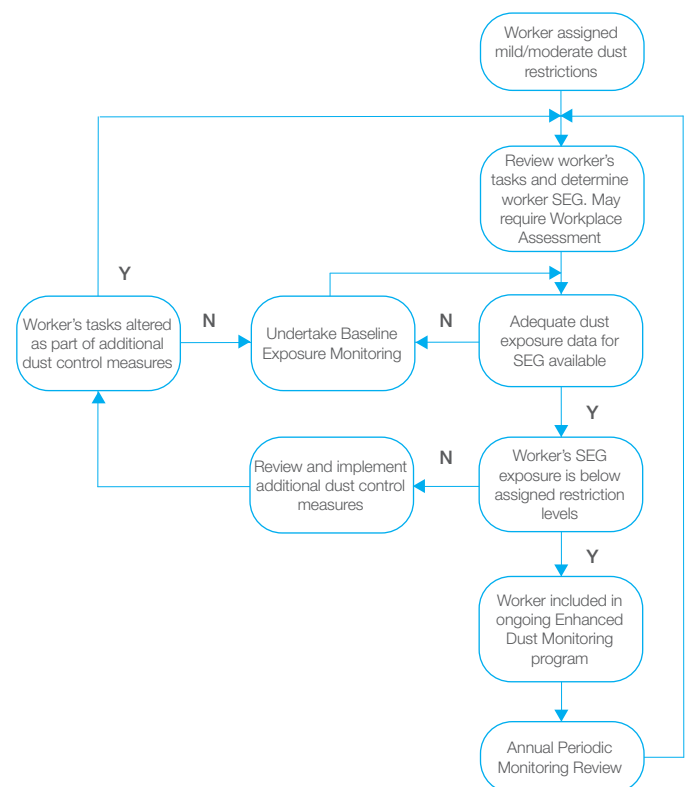 Worker assigned
mild/moderate dust
restrictions
Review worker's
tasks and determine
worker SEG. May
require Workplace
Assessment
Y
Worker's tasks altered
as part of additional
dust control measures
N
Undertake Baseline
Exposure Monitoring
N
Adequate dust
exposure data for
SEG available
Y
Review and implement
additional dust control
measures
N
Worker's SEG
exposure is below
assigned restriction
levels
Y
Worker included in
ongoing Enhanced
Dust Monitoring
program
Annual Periodic
Monitoring Review